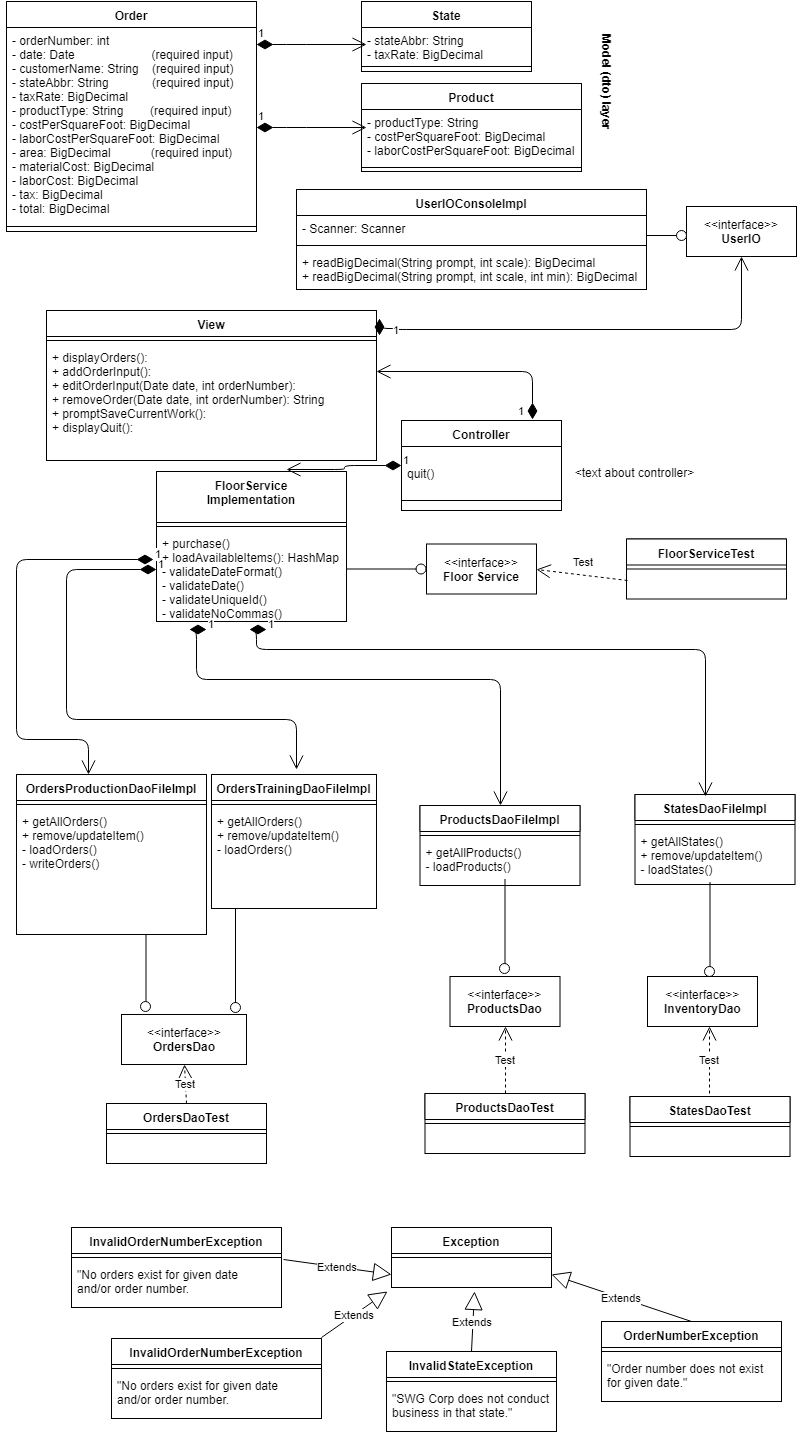 Order
- orderNumber: int
- date: Date (required input)
- customerName: String (required input)
- stateAbbr: String (required input)
- taxRate: BigDecimal
- productType: String (required input)
- costPerSquareFoot: BigDecimal
- laborCostPerSquareFoot: BigDecimal
- area: BigDecimal (required input)
- materialCost: BigDecimal
- laborCost: BigDecimal
- tax: BigDecimal
- total: BigDecimal
1
1
State
- stateAbbr: String
- taxRate: BigDecimal
Product
- productType: String
- costPerSquareFoot: BigDecimal
- laborCostPerSquareFoot: BigDecimal
Model (dto) layer
UserIOConsoleImpl
- Scanner: Scanner
+ readBigDecimal(String prompt, int scale): BigDecimal
+ readBigDecimal(String prompt, int scale, int min): BigDecimal
<<interface>>
UserIO
View
+ displayOrders():
+ addOrderInput():
+ editOrderInput(Date date, int orderNumber):
+ removeOrder(Date date, int orderNumber): String
+ promptSaveCurrentWork():
+ displayQuit():
1
1
Controller
1
quit()
<text about controller>
FloorService
Implementation
+ purchase()
+ loadAvailableItems(): HashMap
- validateDateFormat()
- validateDate()
- validateUniqueId()
- validateNoCommas()
1
1
1
1
<<interface>>
Floor Service
Test
FloorServiceTest
OrdersProductionDaoFileImpl
+ getAllOrders()
+ remove/updateItem()
- loadOrders()
- writeOrders()
OrdersTrainingDaoFileImpl
+ getAllOrders()
+ remove/updateItem()
- loadOrders()
ProductsDaoFileImpl
+ getAllProducts()
- loadProducts()
StatesDaoFileImpl
+ getAllStates()
+ remove/updateItem()
- loadStates()
<<interface>>
OrdersDao
<<interface>>
ProductsDao
<<interface>>
InventoryDao
Test
Test
Test
OrdersDaoTest
ProductsDaoTest
StatesDaoTest
InvalidOrderNumberException
"No orders exist for given date
and/or order number.
Extends
Exception
Extends
Extends
Extends
InvalidOrderNumberException
"No orders exist for given date
and/or order number.
InvalidStateException
"SWG Corp does not conduct
business in that state."
OrderNumberException
"Order number does not exist
for given date."